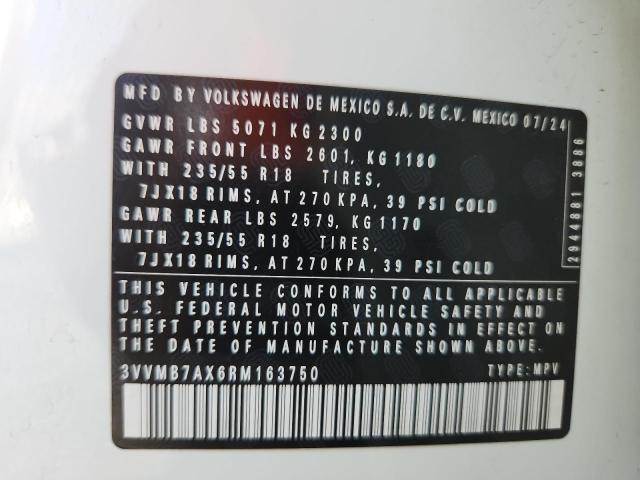 MFD BY VOLKSWAGEN DE MEXICO S.A. DE C.V. MEXICO 07/24
GVWR LBS 5071 KG 2300
GAWR FRONT LBS 2601, KG 1180
WITH 235/55 R18 TIRES,
7JX18 RIMS, AT 270 KPA, 39 PSI COLD
GAWR REAR LBS 2579, KG 1170
WITH 235/55 R18 TIRES,
7JX18 RIMS, AT 270 KPA, 39 PSI COLD
2944881 3886
THIS VEHICLE CONFORMS TO ALL APPLICABLE
U.S. FEDERAL MOTOR VEHICLE SAFETY AND
THEFT PREVENTION STANDARDS IN EFFECT ON
THE DATE OF MANUFACTURE SHOWN ABOVE.
3VVMB7AX6RM163750 TYPE: MPV